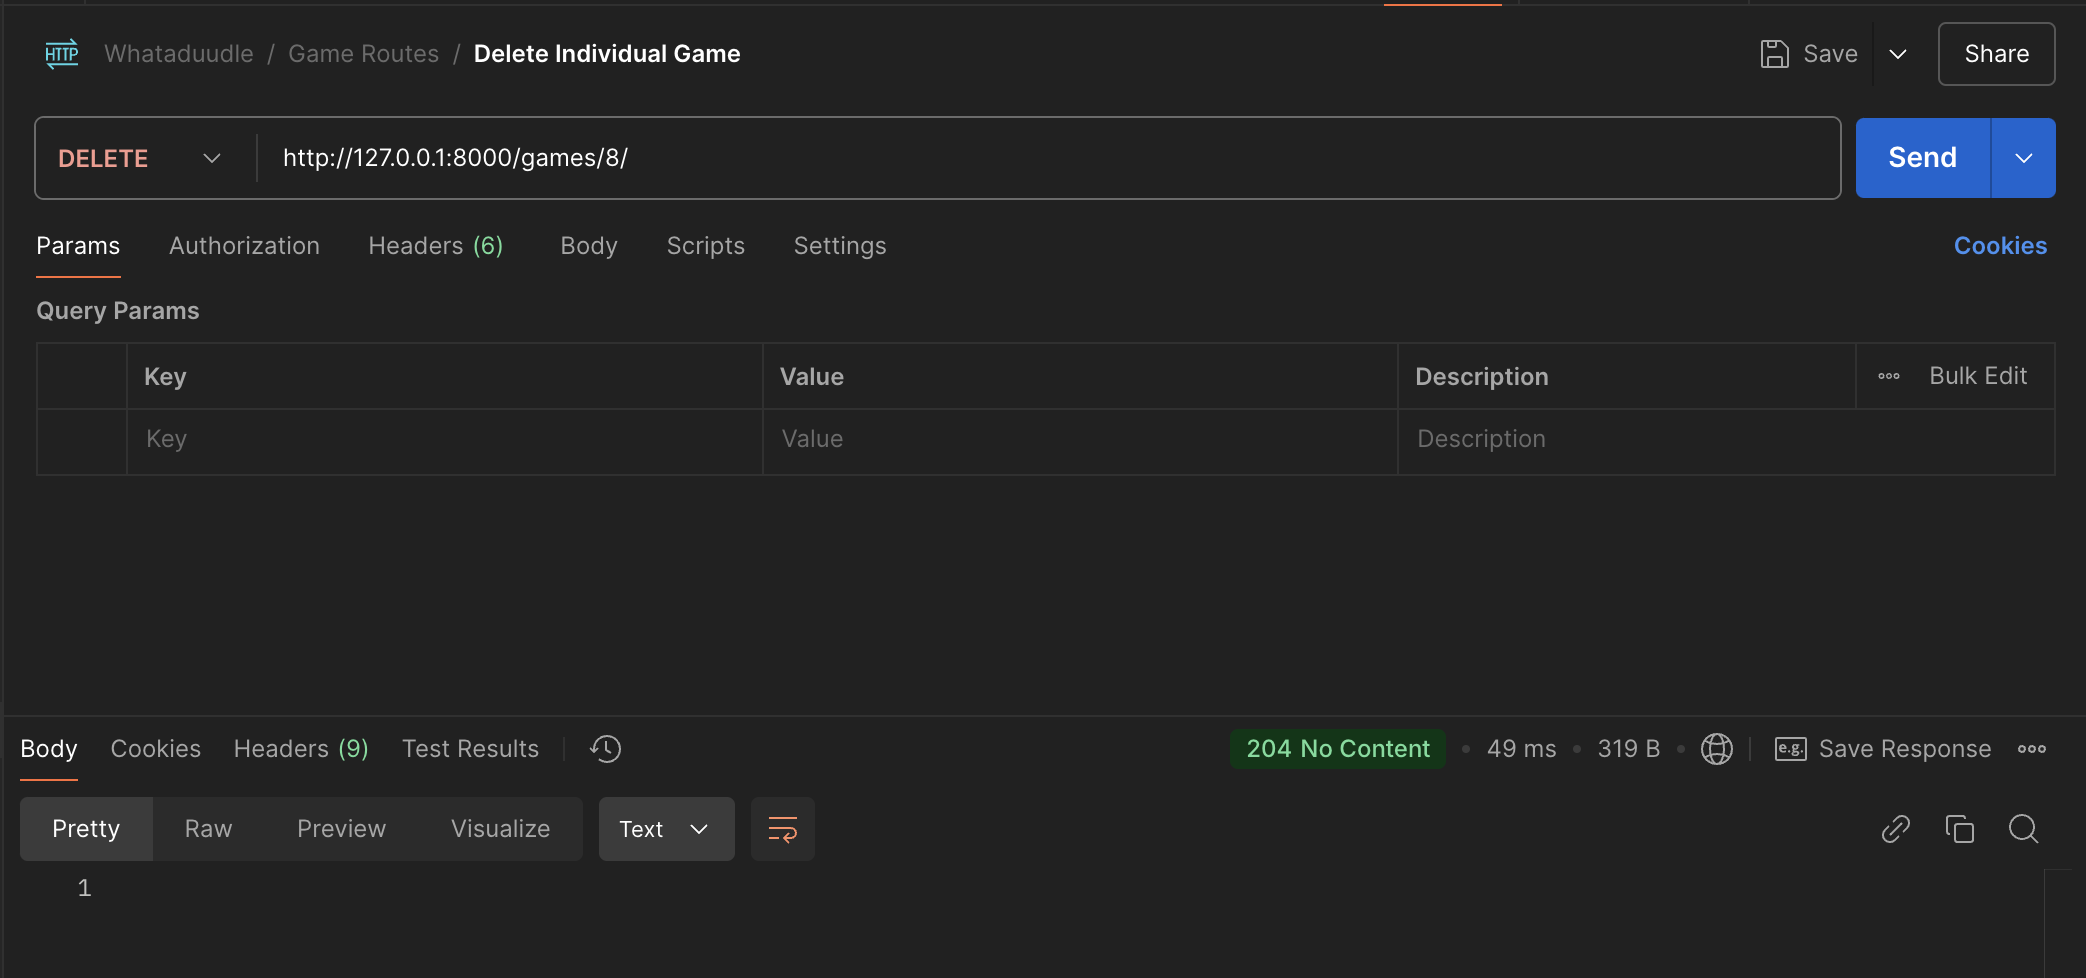 HTTP Whataduudle / Game Routes / Delete Individual Game Save Share
DELETE http://127.0.0.1:8000/games/8/ Send
Params Authorization Headers (6) Body Scripts Settings Cookies
Query Params
Key Value Description Bulk Edit
Key Value Description
Body Cookies Headers (9) Test Results 204 No Content • 49 ms • 319 B • e.g. Save Response
Pretty Raw Preview Visualize Text
1